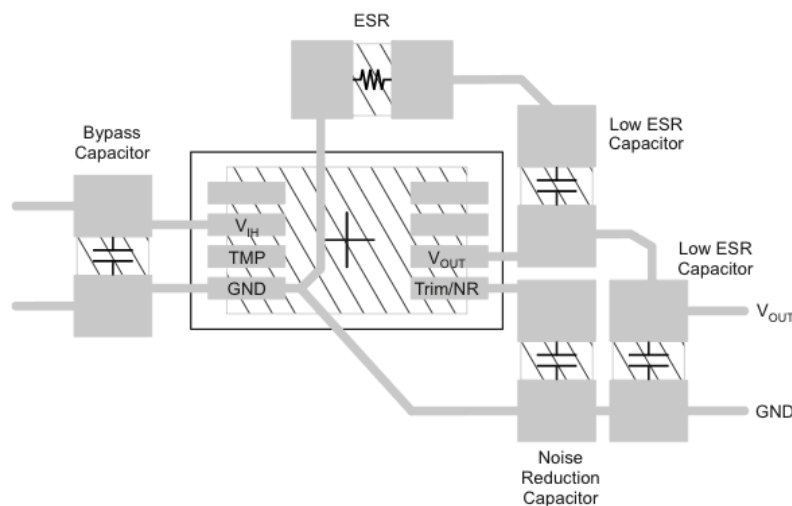 ESR
Bypass
Capacitor
Low ESR
Capacitor
V_IH
TMP
GND
V_OUT
Trim/NR
Low ESR
Capacitor
V_OUT
GND
Noise
Reduction
Capacitor